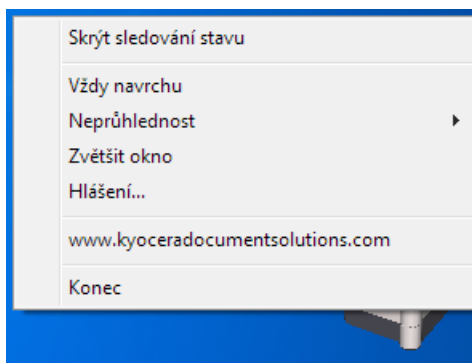 Skrýt sledování stavu
Vždy navrchu
Neprůhlednost
Zvětšit okno
Hlášení...
www.kyoceradocumentsolutions.com
Konec